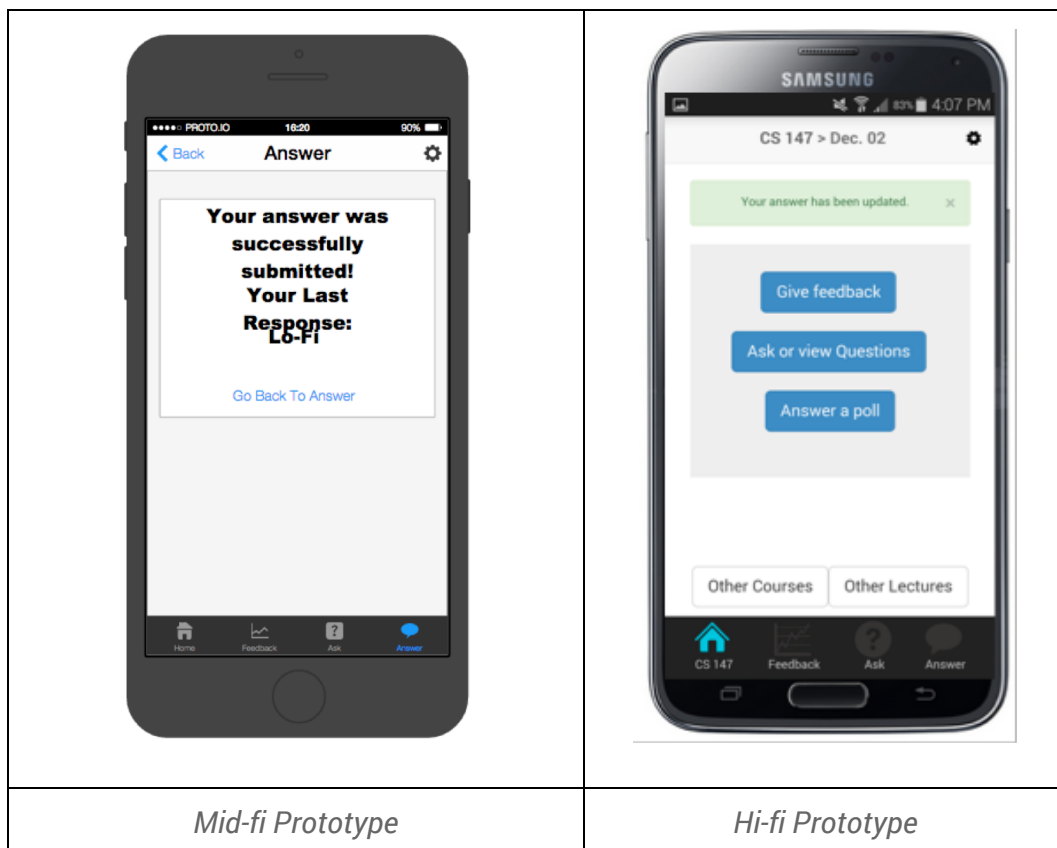 PROTO.IO 16:20 90%
Back Answer
Your answer was
successfully
submitted!
Your Last
Response:
Lo-Fi
Go Back To Answer
Home Feedback Ask Answer
SAMSUNG
83% 4:07 PM
CS 147 > Dec. 02
Your answer has been updated. ×
Give feedback
Ask or view Questions
Answer a poll
Other Courses Other Lectures
CS 147 Feedback Ask Answer
Mid-fi Prototype
Hi-fi Prototype